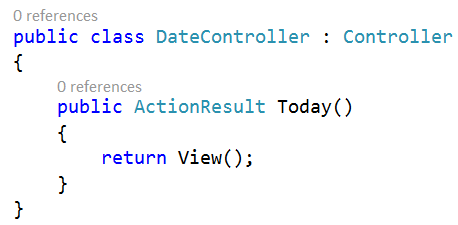 0 references
public class DateController : Controller
{
0 references
public ActionResult Today()
{
return View();
}
}